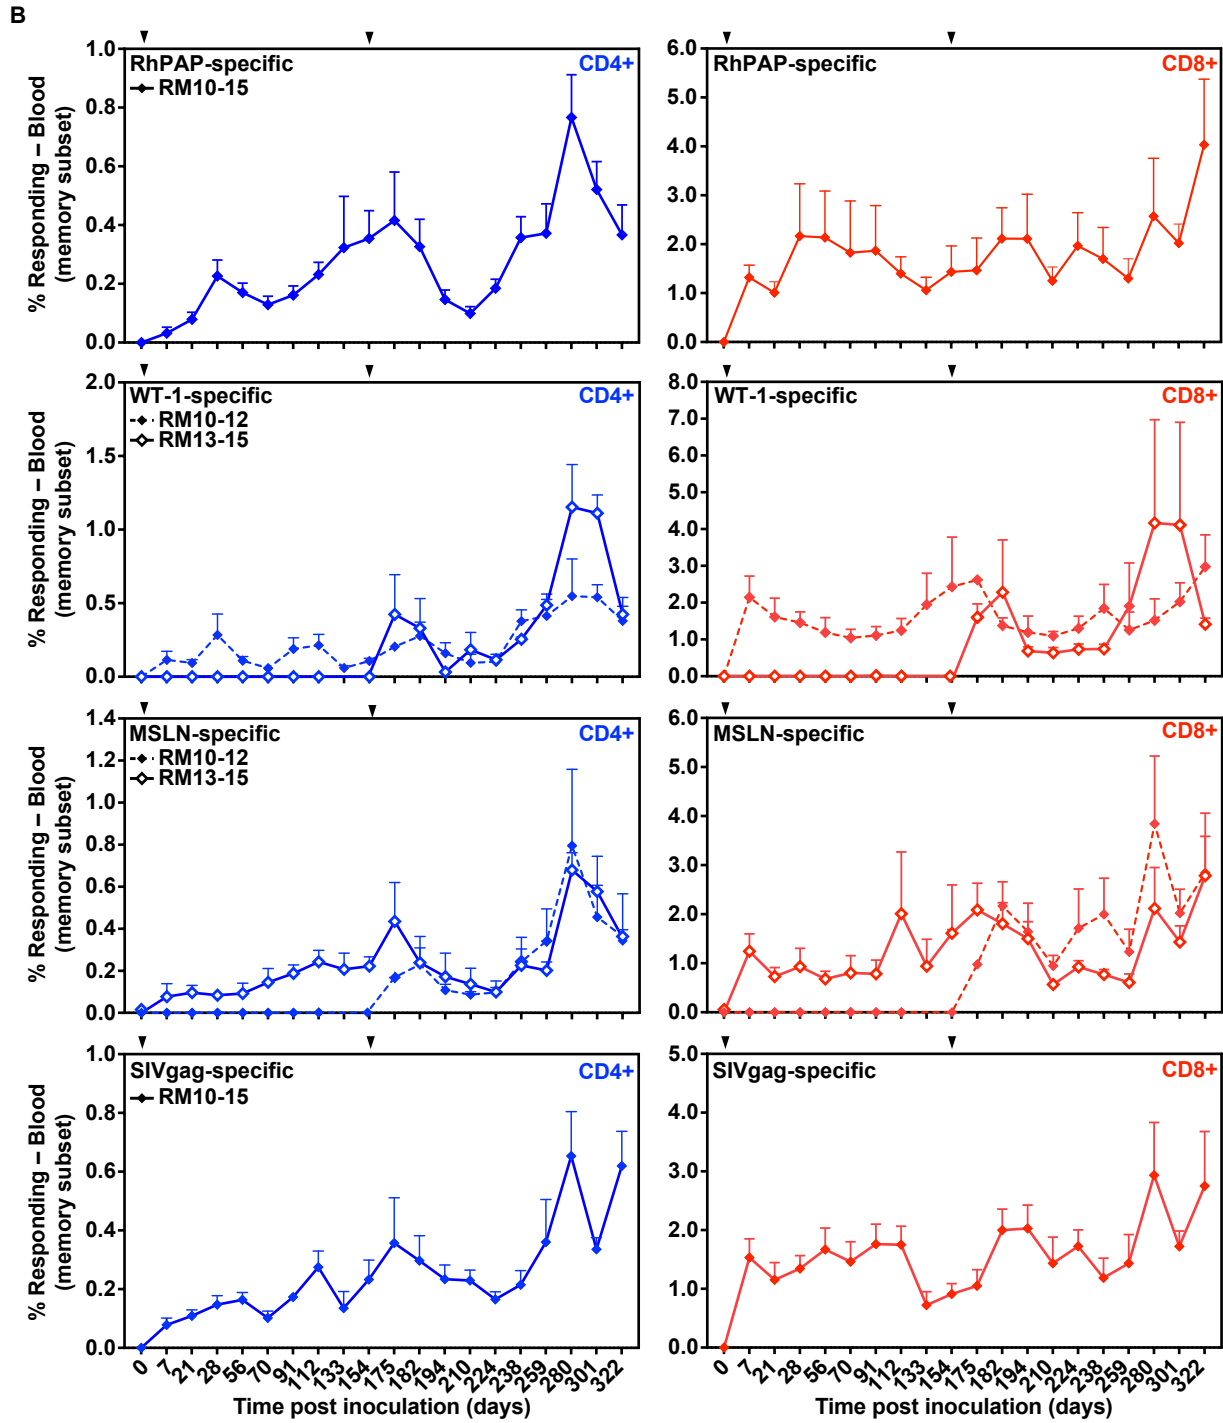 B
% Responding – Blood
(memory subset)
1.0
0.8
0.6
0.4
0.2
0.0
RhPAP-specific
CD4+
RM10-15
6.0
5.0
4.0
3.0
2.0
1.0
0.0
RhPAP-specific
CD8+
% Responding – Blood
(memory subset)
2.0
1.5
1.0
0.5
0.0
WT-1-specific
CD4+
RM10-12
RM13-15
8.0
7.0
6.0
5.0
4.0
3.0
2.0
1.0
0.0
WT-1-specific
CD8+
% Responding – Blood
(memory subset)
1.4
1.2
1.0
0.8
0.6
0.4
0.2
0.0
MSLN-specific
CD4+
RM10-12
RM13-15
6.0
5.0
4.0
3.0
2.0
1.0
0.0
MSLN-specific
CD8+
% Responding – Blood
(memory subset)
1.0
0.8
0.6
0.4
0.2
0.0
SIVgag-specific
CD4+
RM10-15
5.0
4.0
3.0
2.0
1.0
0.0
SIVgag-specific
CD8+
0 7 21 28 56 70 91 112 133 154 175 182 194 210 224 238 259 280 301 322
Time post inoculation (days)
0 7 21 28 56 70 91 112 133 154 175 182 194 210 224 238 259 280 301 322
Time post inoculation (days)